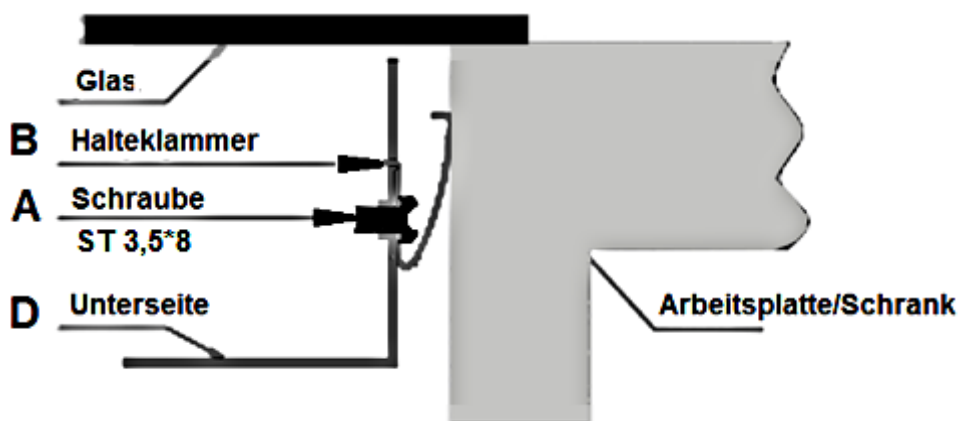 Glas
B Halteklammer
A Schraube
ST 3,5*8
D Unterseite
Arbeitsplatte/Schrank